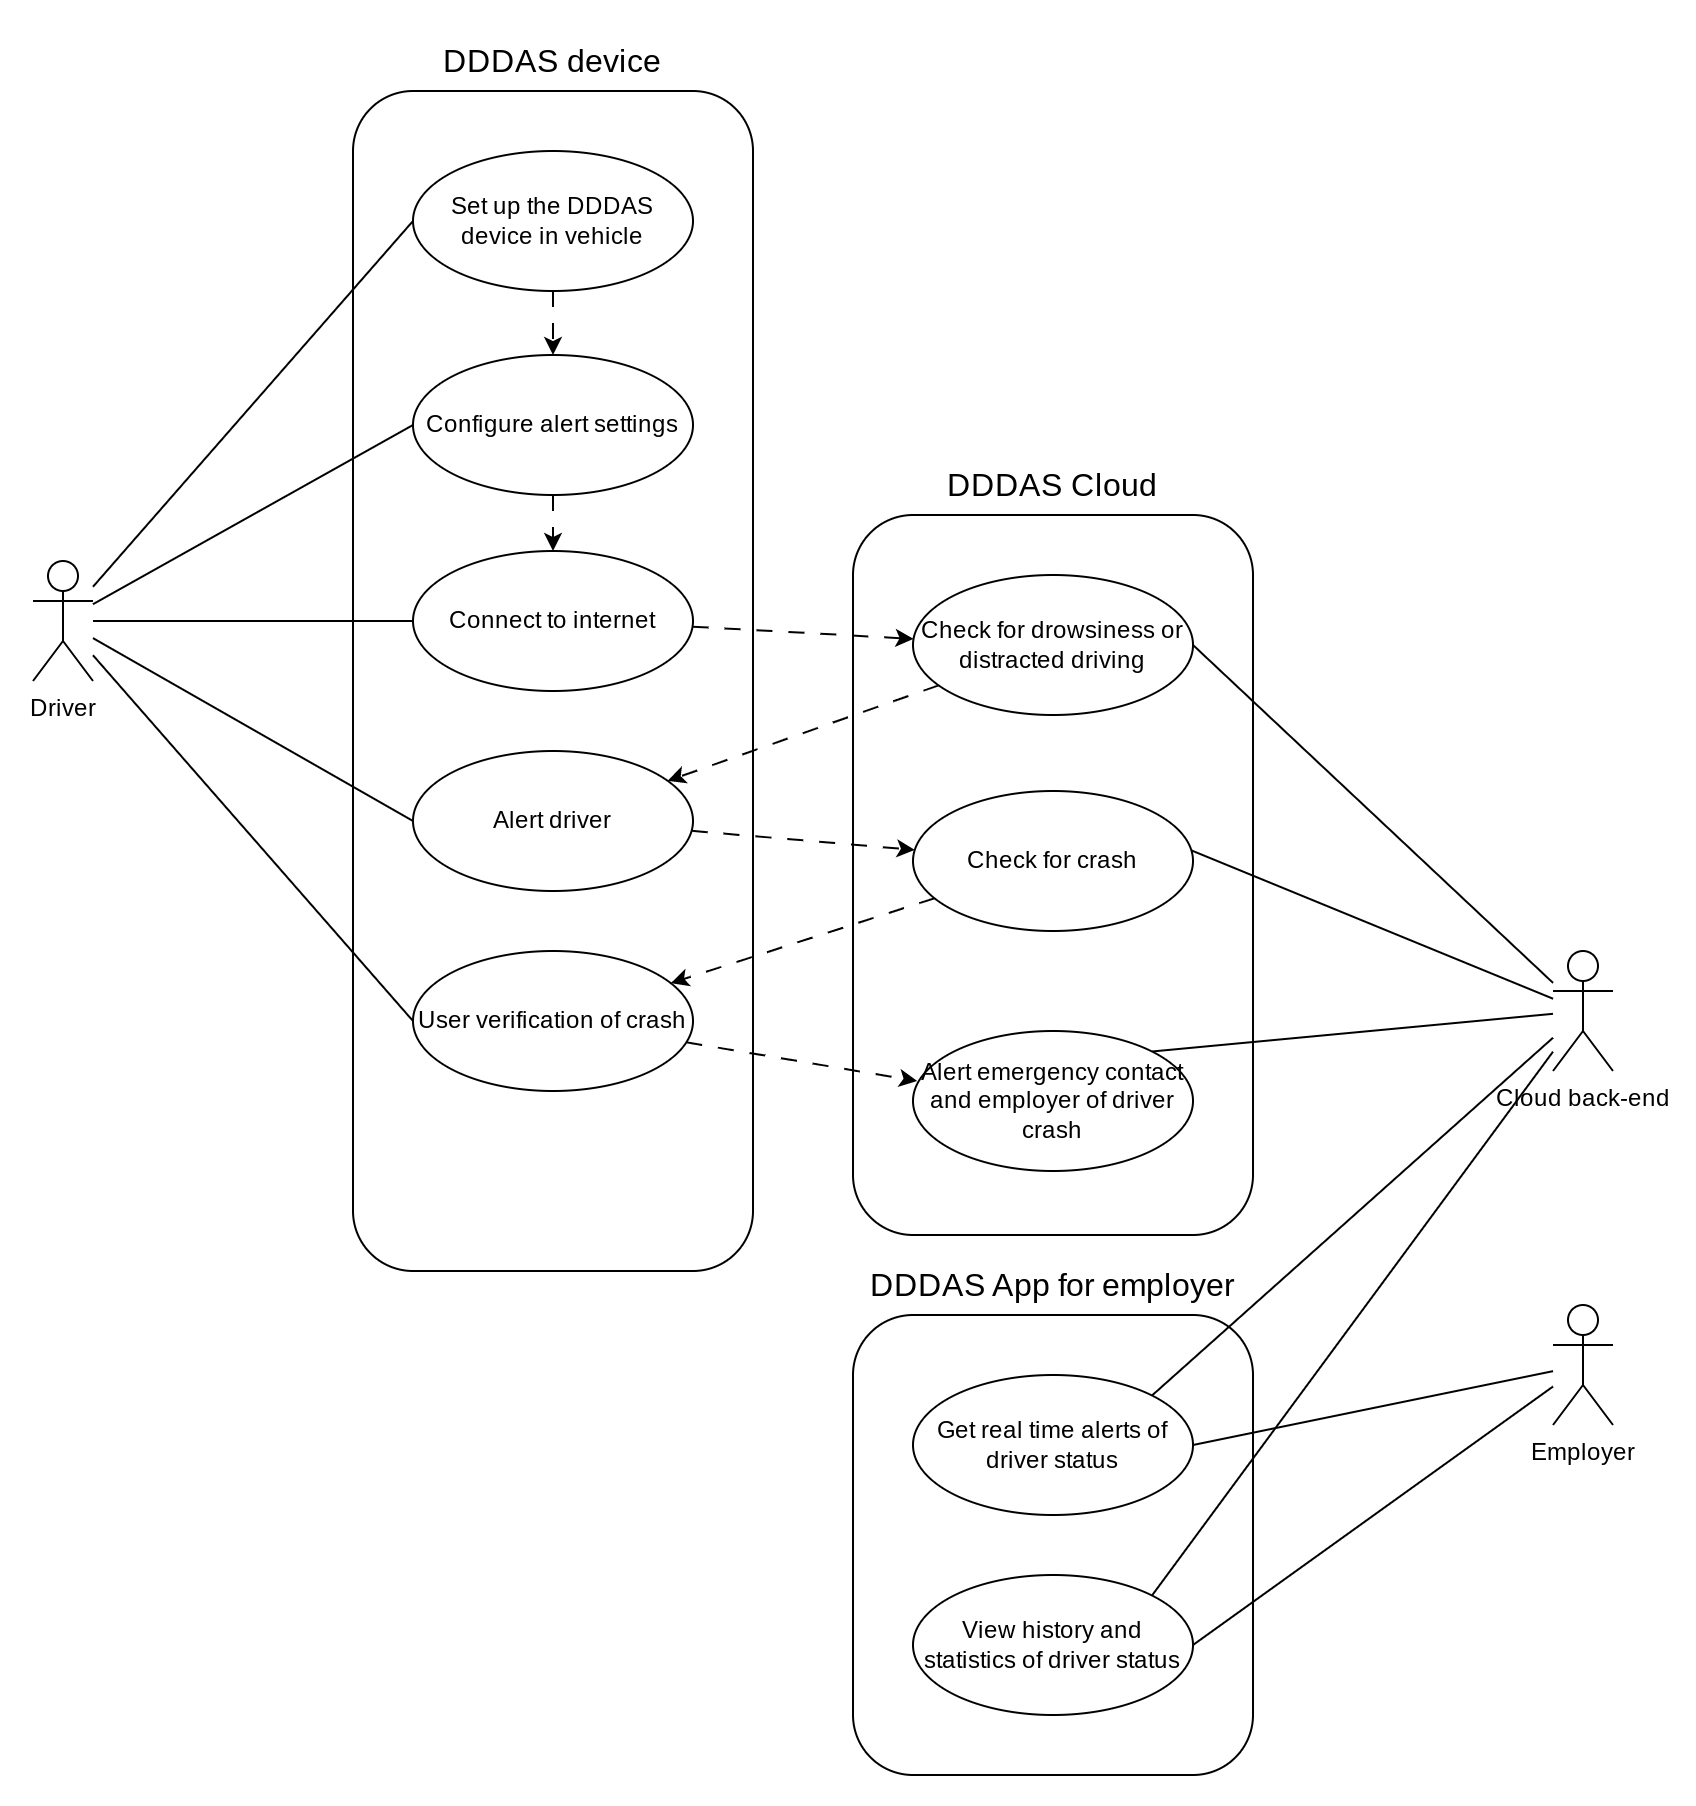 DDDAS device
Set up the DDDAS
device in vehicle
Configure alert settings
Connect to internet
Alert driver
User verification of crash
Driver
DDDAS Cloud
Check for drowsiness or
distracted driving
Check for crash
Alert emergency contact
and employer of driver
crash
Cloud back-end
DDDAS App for employer
Get real time alerts of
driver status
View history and
statistics of driver status
Employer